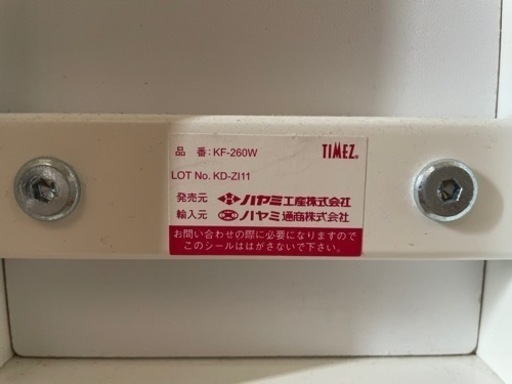 品 番:KF-260W
TIMEZ®
LOT No. KD-ZI11
発売元 ハヤミ工産株式会社
輸入元 ハヤミ通商株式会社
お問い合わせの際に必要になりますので
このシールははがさないで下さい。